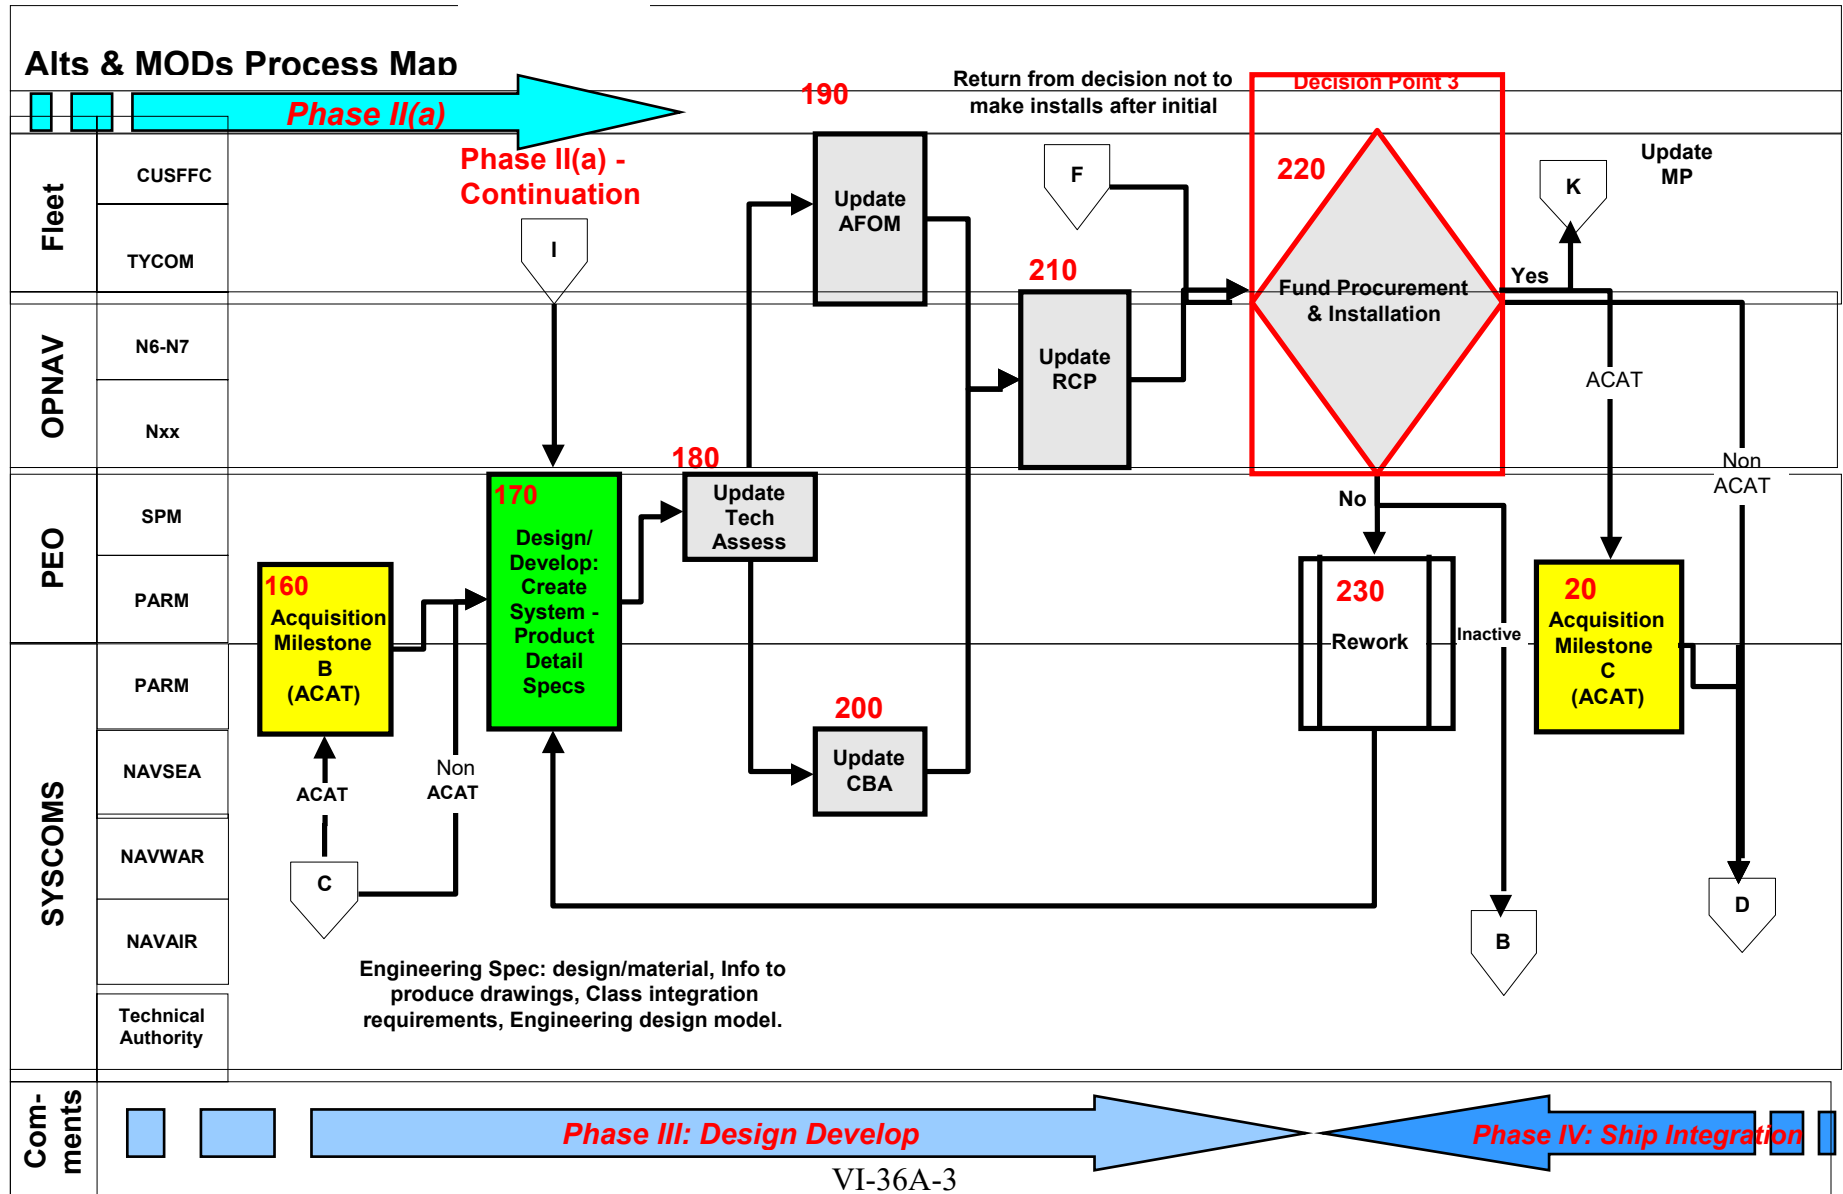 Alts & MODs Process Map
Phase II(a)
190
Return from decision not to
make installs after initial
Decision Point 3
Fleet
CUSFFC
TYCOM
Phase II(a) -
Continuation
I
Update
AFOM
F
210
220
Fund Procurement
& Installation
Yes
K
Update
MP
OPNAV
N6-N7
Nxx
Update
RCP
ACAT
Non
ACAT
PEO
SPM
PARM
160
Acquisition
Milestone
B
(ACAT)
170
Design/
Develop:
Create
System -
Product
Detail
Specs
180
Update
Tech
Assess
No
230
Rework
Inactive
20
Acquisition
Milestone
C
(ACAT)
SYSCOMS
PARM
NAVSEA
NAVWAR
NAVAIR
Technical
Authority
ACAT
Non
ACAT
C
200
Update
CBA
B
D
Engineering Spec: design/material, Info to
produce drawings, Class integration
requirements, Engineering design model.
Com-
ments
Phase III: Design Develop
Phase IV: Ship Integration
VI-36A-3